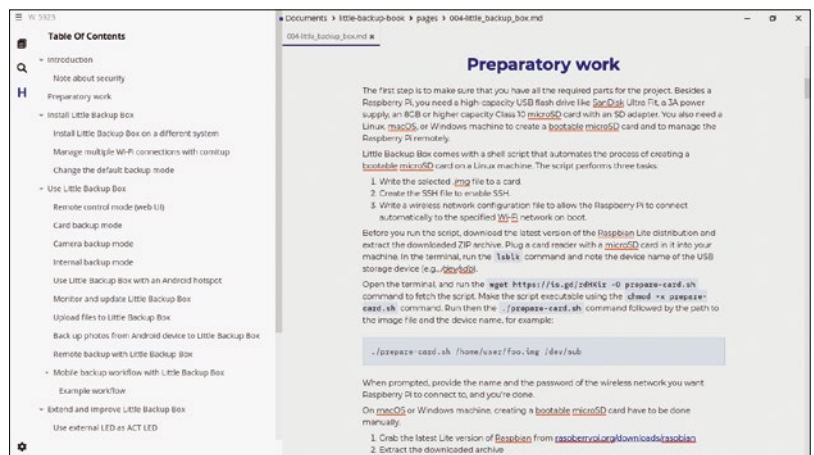 W: 5925
Documents › little-backup-book › pages › 004-little_backup_box.md
004-little_backup_box.md ×
Table Of Contents
Introduction
Note about security
Preparatory work
Install Little Backup Box
Install Little Backup Box on a different system
Manage multiple Wi-Fi connections with comitup
Change the default backup mode
Use Little Backup Box
Remote control mode (web UI)
Card backup mode
Camera backup mode
Internal backup mode
Use Little Backup Box with an Android hotspot
Monitor and update Little Backup Box
Upload files to Little Backup Box
Back up photos from Android device to Little Backup Box
Remote backup with Little Backup Box
Mobile backup workflow with Little Backup Box
Example workflow
Extend and improve Little Backup Box
Use external LED as ACT LED
Preparatory work
The first step is to make sure that you have all the required parts for the project. Besides a
Raspberry Pi, you need a high-capacity USB flash drive like SanDisk Ultra Fit, a 3A power
supply, an 8GB or higher capacity Class 10 microSD card with an SD adapter. You also need a
Linux, macOS, or Windows machine to create a bootable microSD card and to manage the
Raspberry Pi remotely.
Little Backup Box comes with a shell script that automates the process of creating a
bootable microSD card on a Linux machine. The script performs three tasks:
1. Write the selected .img file to a card.
2. Create the SSH file to enable SSH.
3. Write a wireless network configuration file to allow the Raspberry Pi to connect
automatically to the specified Wi-Fi network on boot.
Before you run the script, download the latest version of the Raspbian Lite distribution and
extract the downloaded ZIP archive. Plug a card reader with a microSD card in it into your
machine. In the terminal, run the lsblk command and note the device name of the USB
storage device (e.g., /dev/sdb).
Open the terminal, and run the wget https://is.gd/zdHXiz -O prepare-card.sh
command to fetch the script. Make the script executable using the chmod +x prepare-
card.sh command. Run then the ./prepare-card.sh command followed by the path to
the image file and the device name, for example:
./prepare-card.sh /home/user/foo.img /dev/sub
When prompted, provide the name and the password of the wireless network you want
Raspberry Pi to connect to, and you're done.
On macOS or Windows machine, creating a bootable microSD card have to be done
manually.
1. Grab the latest Lite version of Raspbian from raspberrypi.org/downloads/raspbian
2. Extract the downloaded archive